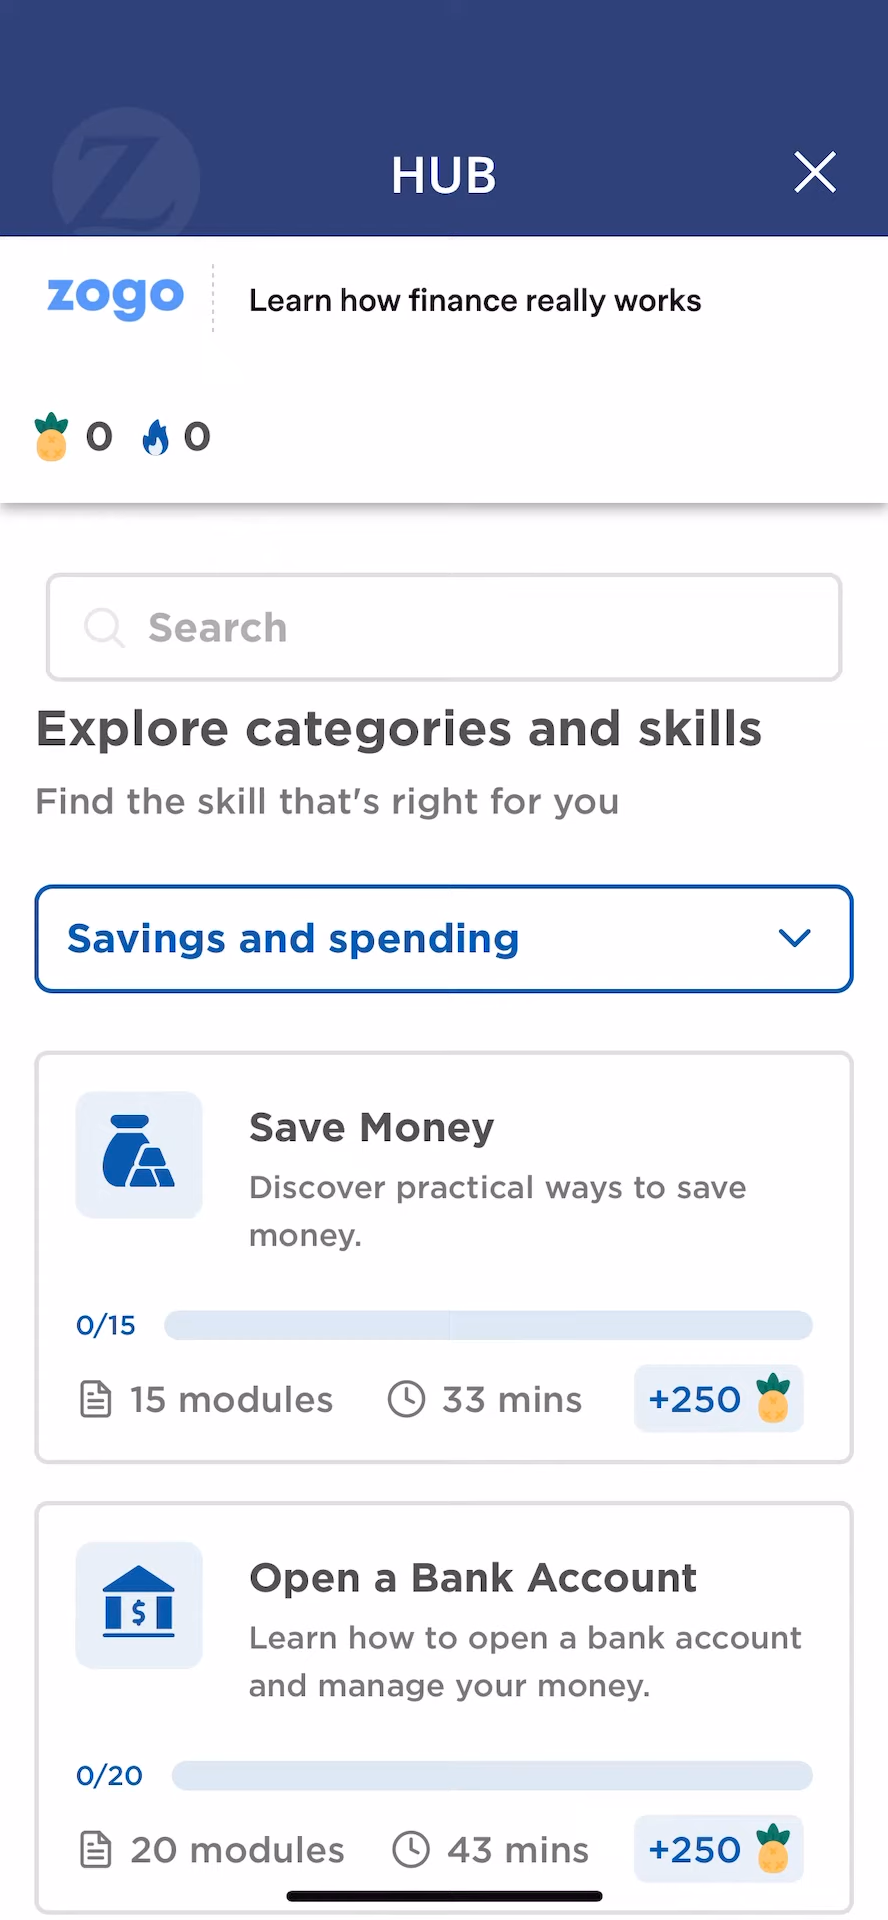 Z
HUB
zogo
Learn how finance really works
0 0
Search
Explore categories and skills
Find the skill that's right for you
Savings and spending
Save Money
Discover practical ways to save
money.
0/15
15 modules 33 mins +250
Open a Bank Account
$
Learn how to open a bank account
and manage your money.
0/20
20 modules 43 mins +250